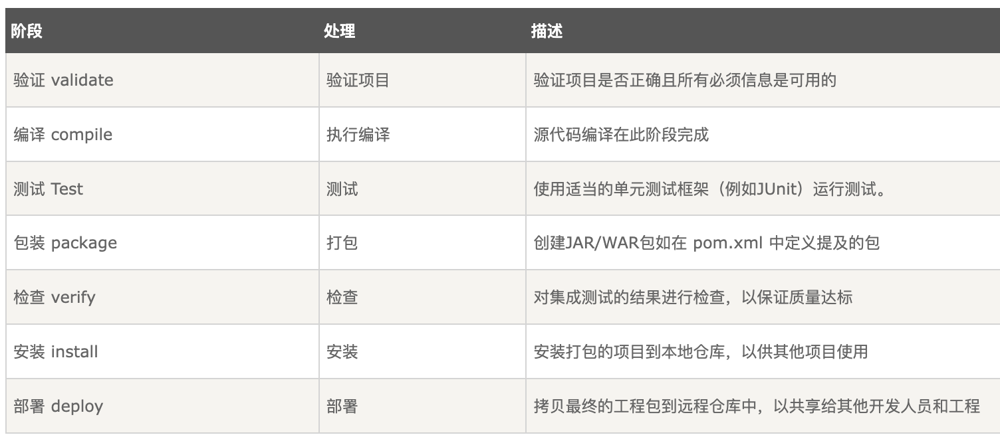 阶段 处理 描述
验证 validate 验证项目 验证项目是否正确且所有必须信息是可用的
编译 compile 执行编译 源代码编译在此阶段完成
测试 Test 测试 使用适当的单元测试框架（例如JUnit）运行测试。
包装 package 打包 创建JAR/WAR包如在 pom.xml 中定义提及的包
检查 verify 检查 对集成测试的结果进行检查，以保证质量达标
安装 install 安装 安装打包的项目到本地仓库，以供其他项目使用
部署 deploy 部署 拷贝最终的工程包到远程仓库中，以共享给其他开发人员和工程